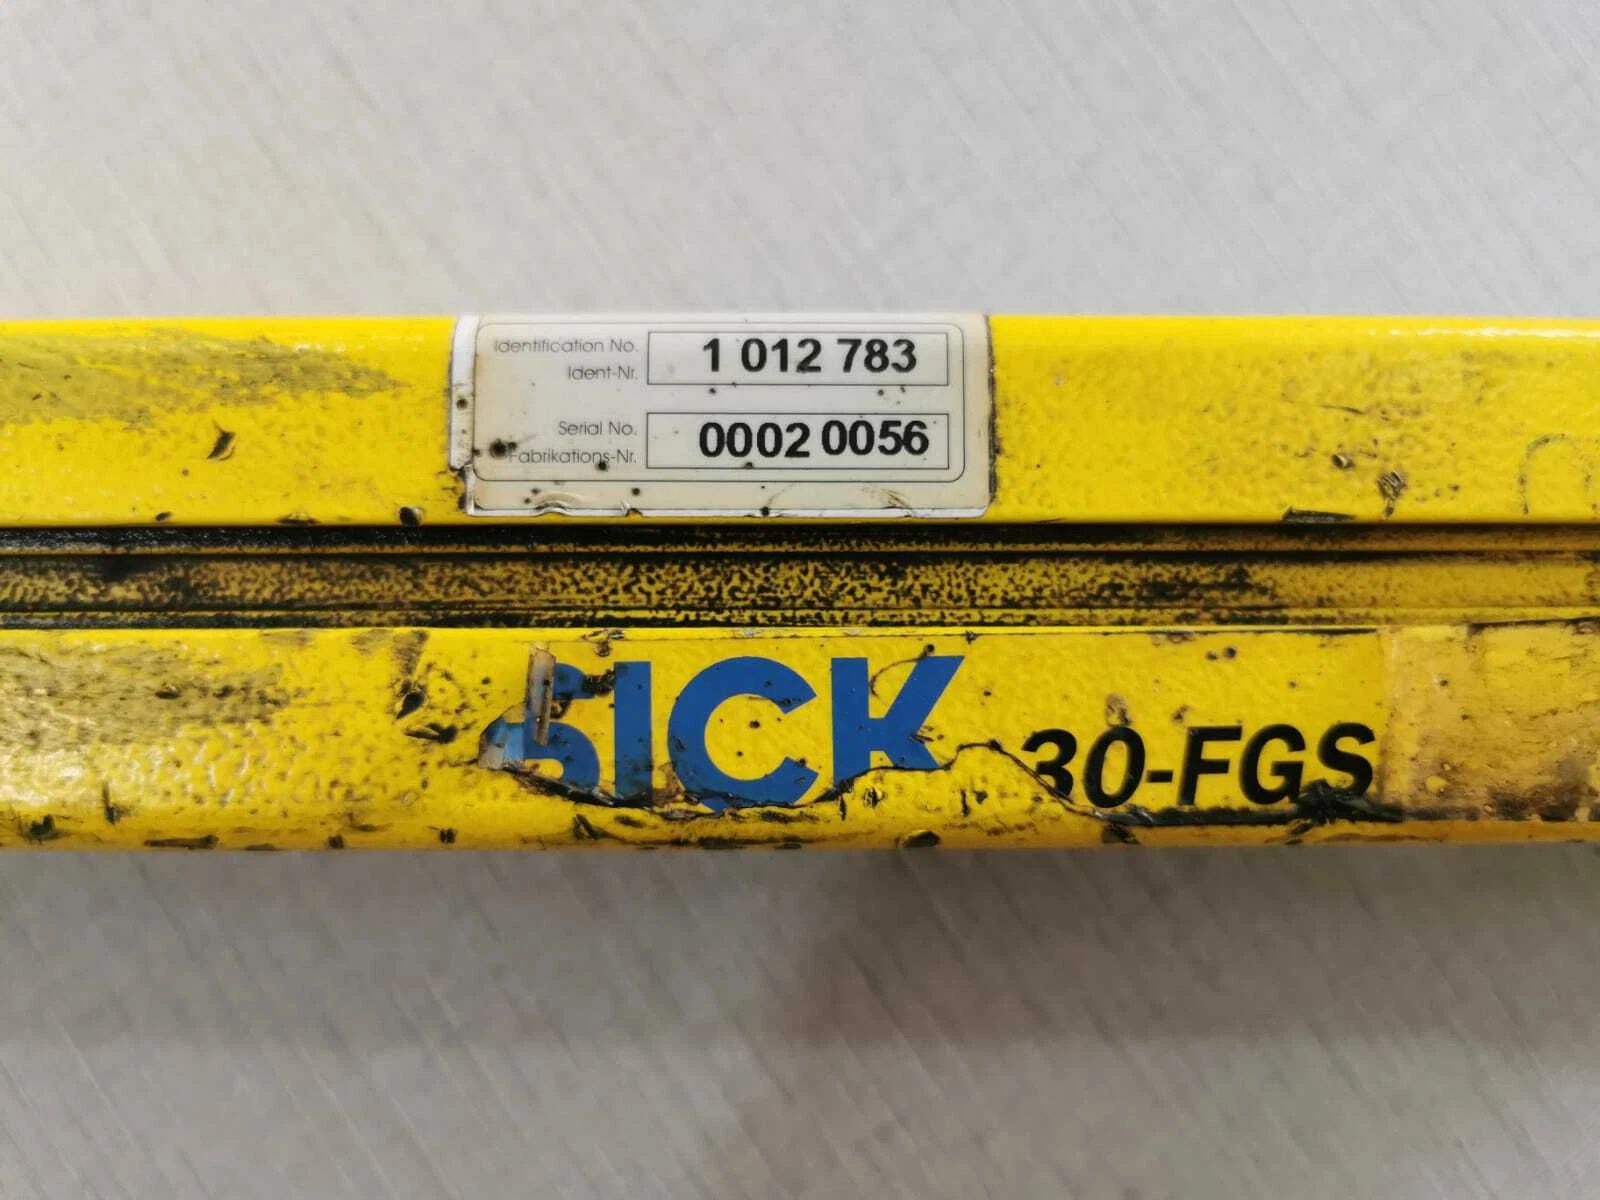 Identification No.
Ident-Nr.
1 012 783
Serial No.
Fabrikations-Nr.
0002 0056
SICK
30-FGS